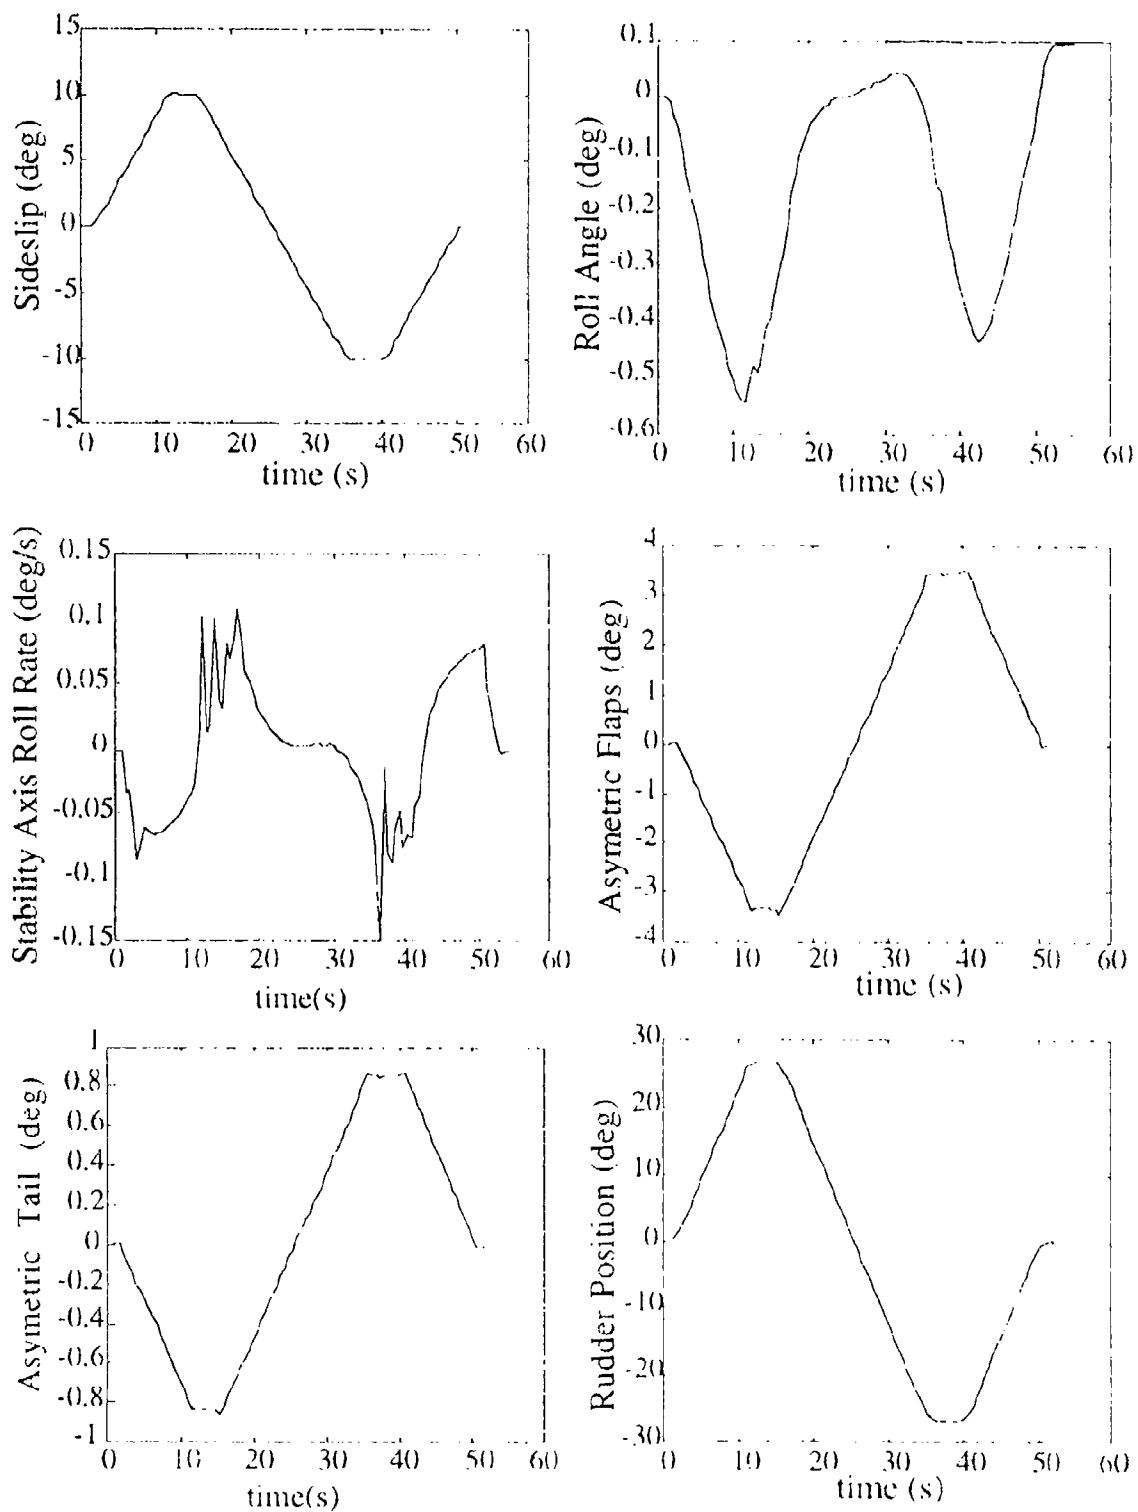 15
10
5
0
-5
-10
-15
Sideslip (deg)
0 10 20 30 40 50 60
time (s)
0.1
0
-0.1
-0.2
-0.3
-0.4
-0.5
-0.6
Roll Angle (deg)
0 10 20 30 40 50 60
time (s)
0.15
0.1
0.05
0
-0.05
-0.1
-0.15
Stability Axis Roll Rate (deg/s)
0 10 20 30 40 50 60
time(s)
4
3
2
1
0
-1
-2
-3
-4
Asymetric Flaps (deg)
0 10 20 30 40 50 60
time (s)
1
0.8
0.6
0.4
0.2
0
-0.2
-0.4
-0.6
-0.8
-1
Asymetric Tail (deg)
0 10 20 30 40 50 60
time(s)
30
20
10
0
-10
-20
-30
Rudder Position (deg)
0 10 20 30 40 50 60
time (s)